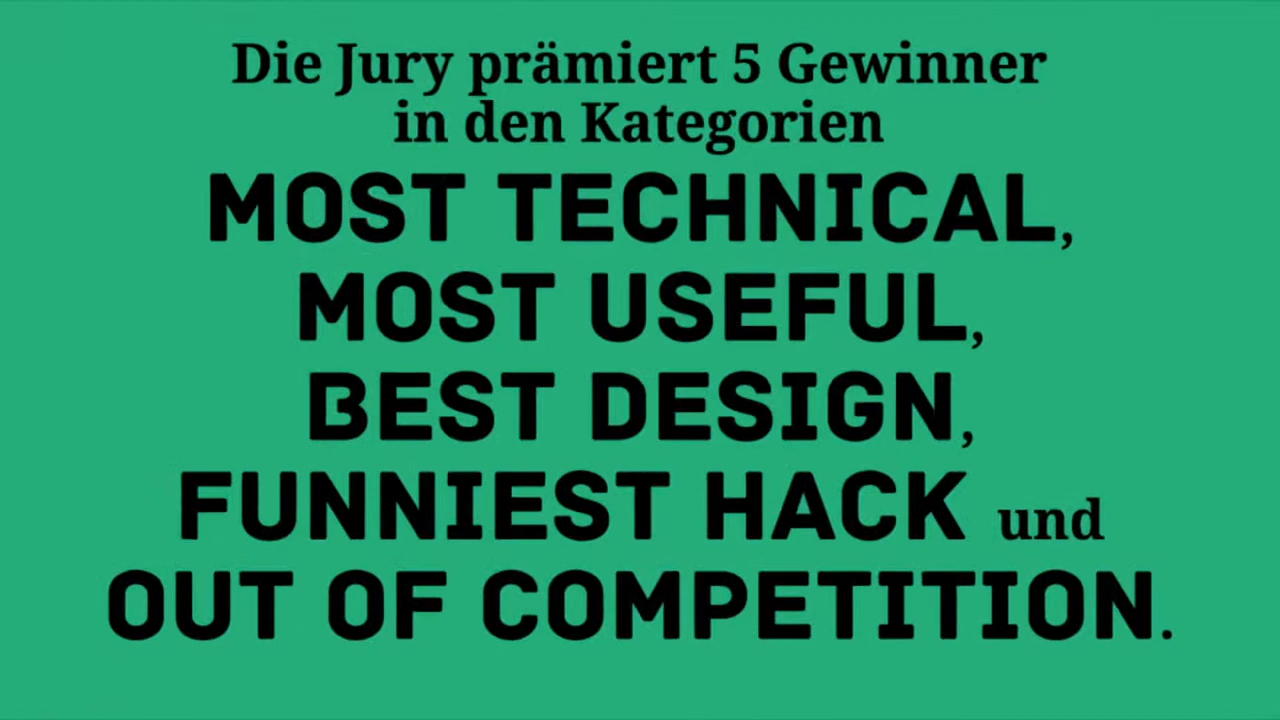 Die Jury prämiert 5 Gewinner
in den Kategorien
MOST TECHNICAL,
MOST USEFUL,
BEST DESIGN,
FUNNIEST HACK und
OUT OF COMPETITION.